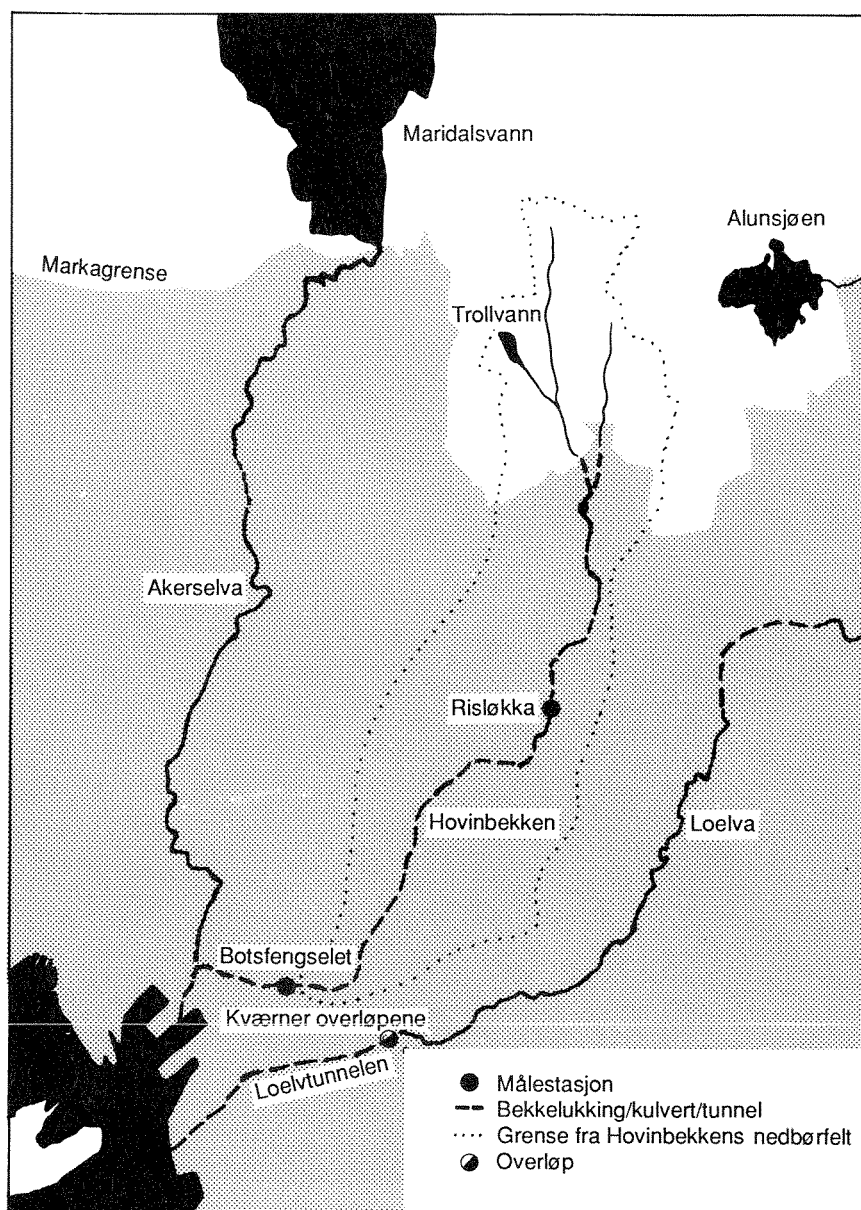 Maridalsvann
Alunsjøen
Markagrense
Trollvann
Akerselva
Risløkka
Hovinbekken
Loelva
Botsfengselet
Kværner overløpene
Loelvtunnelen
Målestasjon
Bekkelukking/kulvert/tunnel
Grense fra Hovinbekkens nedbørfelt
Overløp